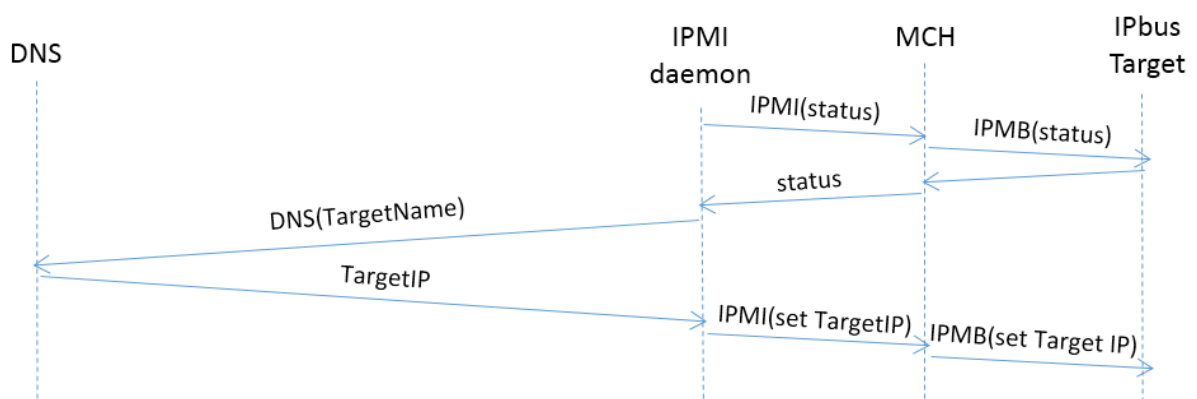 DNS
IPMI
daemon
MCH
IPbus
Target
IPMI(status)
IPMB(status)
status
DNS(TargetName)
TargetIP
IPMI(set TargetIP)
IPMB(set Target IP)